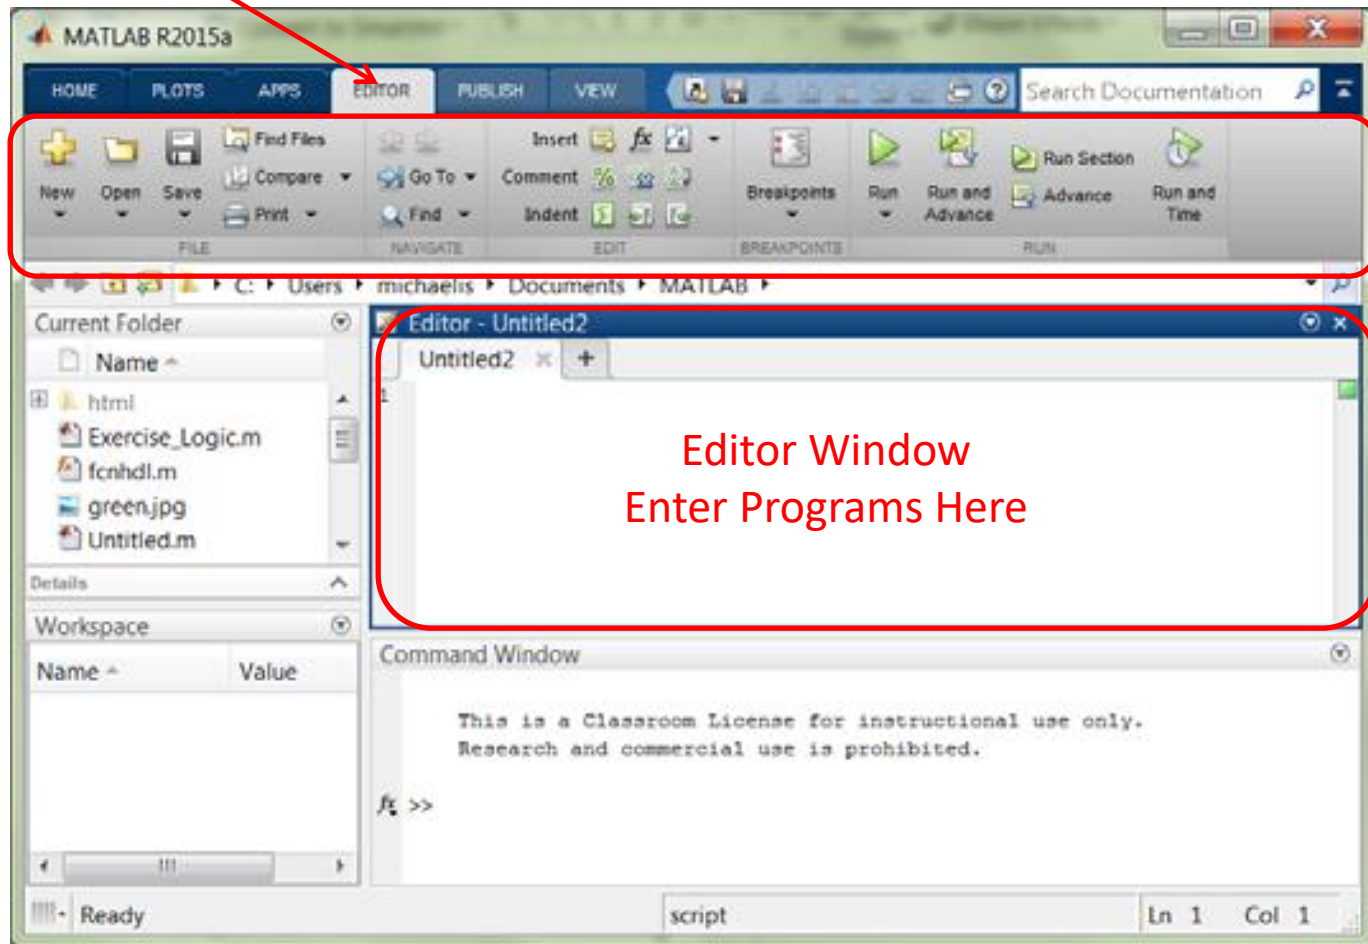 MATLAB R2015a
HOME PLOTS APPS EDITOR PUBLISH VIEW Search Documentation
Find Files Insert fx
New Open Save Compare Go To Comment Breakpoints Run Run and Advance Run Section Advance Run and Time
Print Find Indent
FILE NAVIGATE EDIT BREAKPOINTS RUN
C: Users michaelis Documents MATLAB
Current Folder
Name
html
Exercise_Logic.m
fcnhdl.m
green.jpg
Untitled.m
Details
Workspace
Name Value
Editor - Untitled2
Untitled2 +
1
Editor Window
Enter Programs Here
Command Window
This is a Classroom License for instructional use only.
Research and commercial use is prohibited.
fx >>
Ready script Ln 1 Col 1